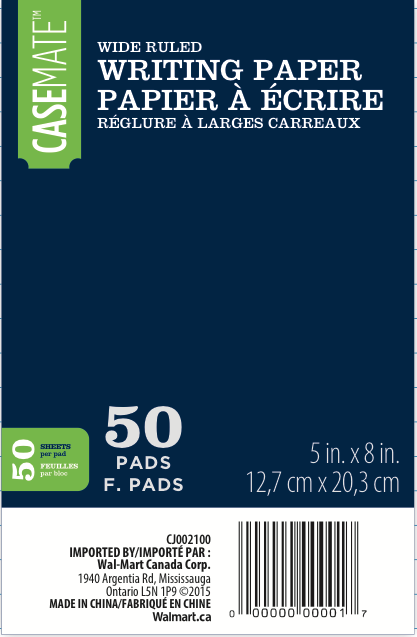 CASEMATE™
WIDE RULED
WRITING PAPER
PAPIER À ÉCRIRE
RÉGLURE À LARGES CARREAUX
50
PADS
F. PADS
50
SHEETS
per pad
FEUILLES
par bloc
5 in. x 8 in.
12,7 cm x 20,3 cm
CJ002100
IMPORTED BY/IMPORTÉ PAR :
Wal-Mart Canada Corp.
1940 Argentia Rd, Mississauga
Ontario L5N 1P9 ©2015
MADE IN CHINA/FABRIQUÉ EN CHINE
Walmart.ca
0 00000 00001 7